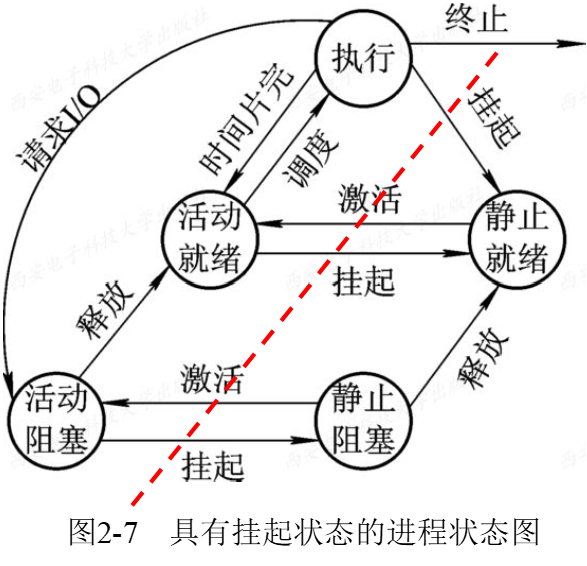 终止
执行
请求I/O
时间片完
调度
挂起
活动
就绪
激活
挂起
静止
就绪
释放
释放
活动
阻塞
激活
挂起
静止
阻塞
图2-7 具有挂起状态的进程状态图